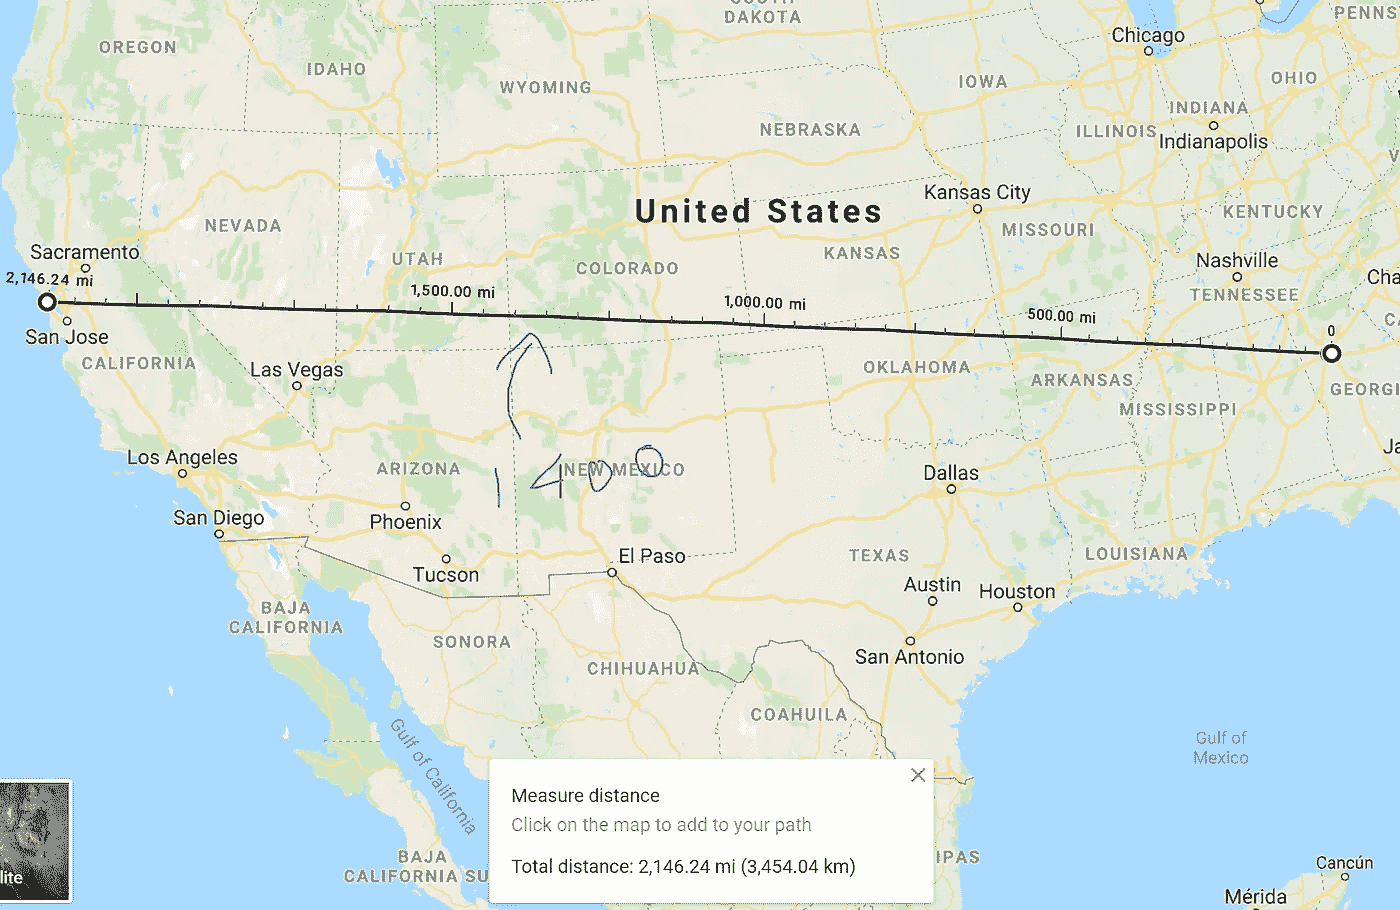 SOUTH
DAKOTA
PENNS
Chicago
OREGON
IDAHO
WYOMING
IOWA
OHIO
INDIANA
NEBRASKA
ILLINOIS
Indianapolis
V
United States
Kansas City
KENTUCKY
NEVADA
MISSOURI
Sacramento
UTAH
COLORADO
KANSAS
Nashville
TENNESSEE
Cha
2,146.24 mi
1,500.00 mi
1,000.00 mi
500.00 mi
0
CA
San Jose
CALIFORNIA
Las Vegas
OKLAHOMA
ARKANSAS
GEORGI
MISSISSIPPI
Los Angeles
ARIZONA
NEW MEXICO
1400
Dallas
Ja
San Diego
Phoenix
El Paso
TEXAS
LOUISIANA
Tucson
Austin
Houston
BAJA
CALIFORNIA
SONORA
CHIHUAHUA
San Antonio
COAHUILA
Gulf of California
Gulf of
Mexico
Measure distance
Click on the map to add to your path
Total distance: 2,146.24 mi (3,454.04 km)
BAJA
CALIFORNIA SU
IPAS
lite
Cancún
Mérida